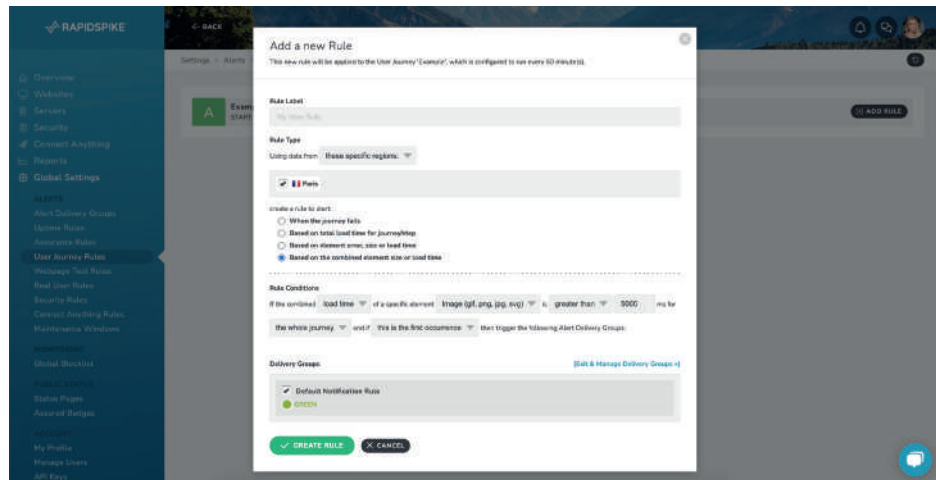 RAPIDSPIKE
BACK
Settings > Alerts
Overview
Websites
Servers
Security
Connect Anything
Reports
Global Settings
ALERTS
Alert Delivery Groups
Uptime Rules
Assurance Rules
User Journey Rules
Webpage Test Rules
Real User Rules
Security Rules
Connect Anything Rules
Maintenance Windows
MONITORING
Global Blocklist
PUBLIC STATUS
Status Pages
Assured Badges
ACCOUNT
My Profile
Manage Users
API Keys
A
Exam
START
ADD RULE
Add a new Rule
This new rule will be applied to the User Journey 'Example', which is configured to run every 60 minute(s).
Rule Label
My New Rule
Rule Type
Using data from these specific regions:
Paris
create a rule to alert:
When the journey fails
Based on total load time for journey/step
Based on element error, size or load time
Based on the combined element size or load time
Rule Conditions
If the combined load time of a specific element Image (gif, png, jpg, svg) is greater than 5000 ms for
the whole journey and if this is the first occurrence then trigger the following Alert Delivery Groups:
Delivery Groups:
[Edit & Manage Delivery Groups »]
Default Notification Rule
GREEN
CREATE RULE
CANCEL